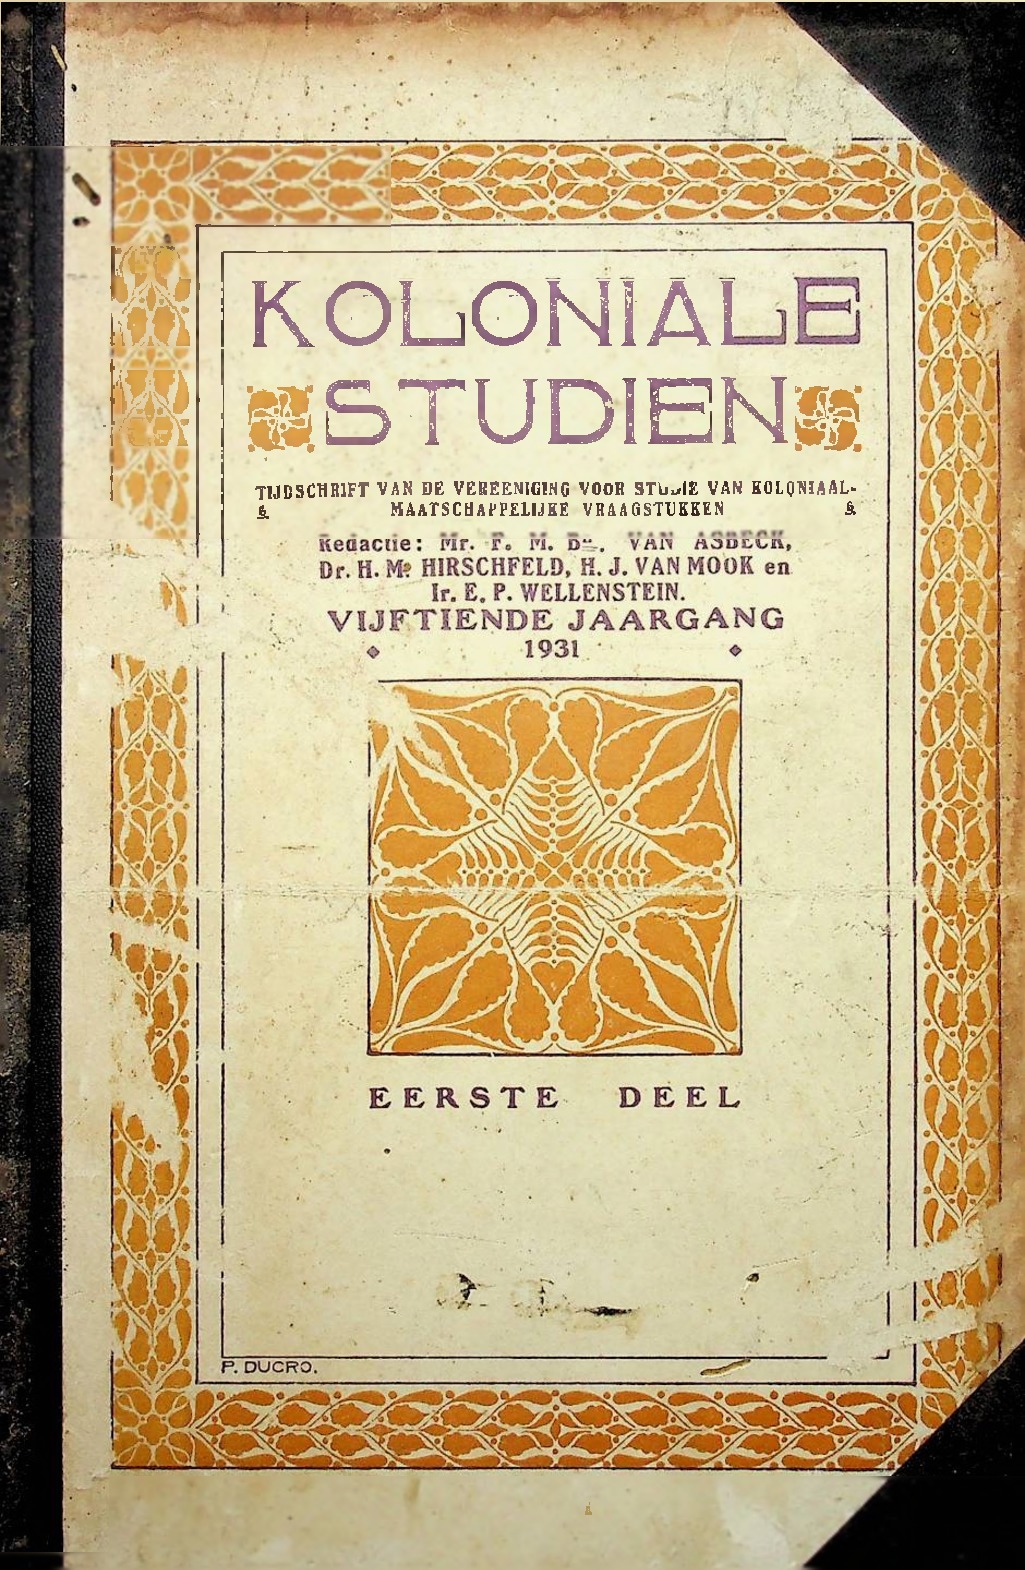 KOLONIALE
STUDIEN
TIJDSCHRIFT VAN DE VEREENIGING VOOR STUDIE VAN KOLONIAAL-
MAATSCHAPPELIJKE VRAAGSTUKKEN
Redactie: Mr. F. M. VAN ASBECK,
Dr. H. M. HIRSCHFELD, H. J. VAN MOOK en
Ir. E. P. WELLENSTEIN.
VIJFTIENDE JAARGANG
1931
EERSTE DEEL
P. DUCRO.